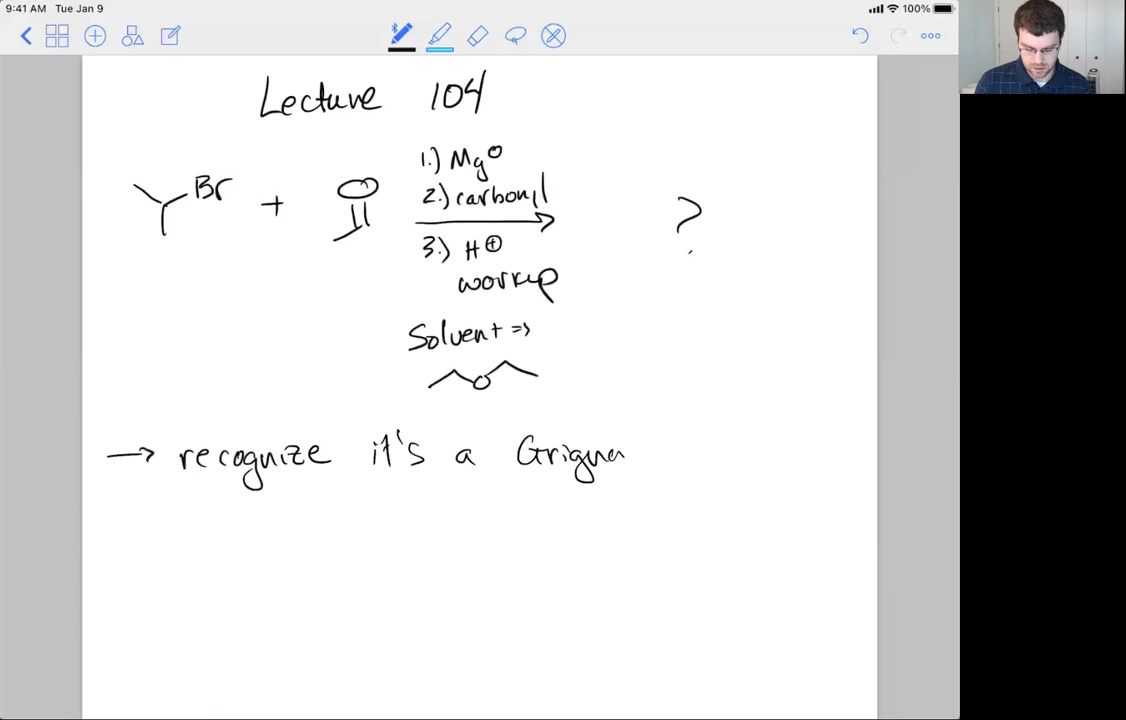 9:41 AM Tue Jan 9
100%
Lecture 104
1.) Mg⁰
2.) carbonyl
Br + O
3.) H⊕
workup
?
Solvent =>
O
→ recognize it's a Grigna